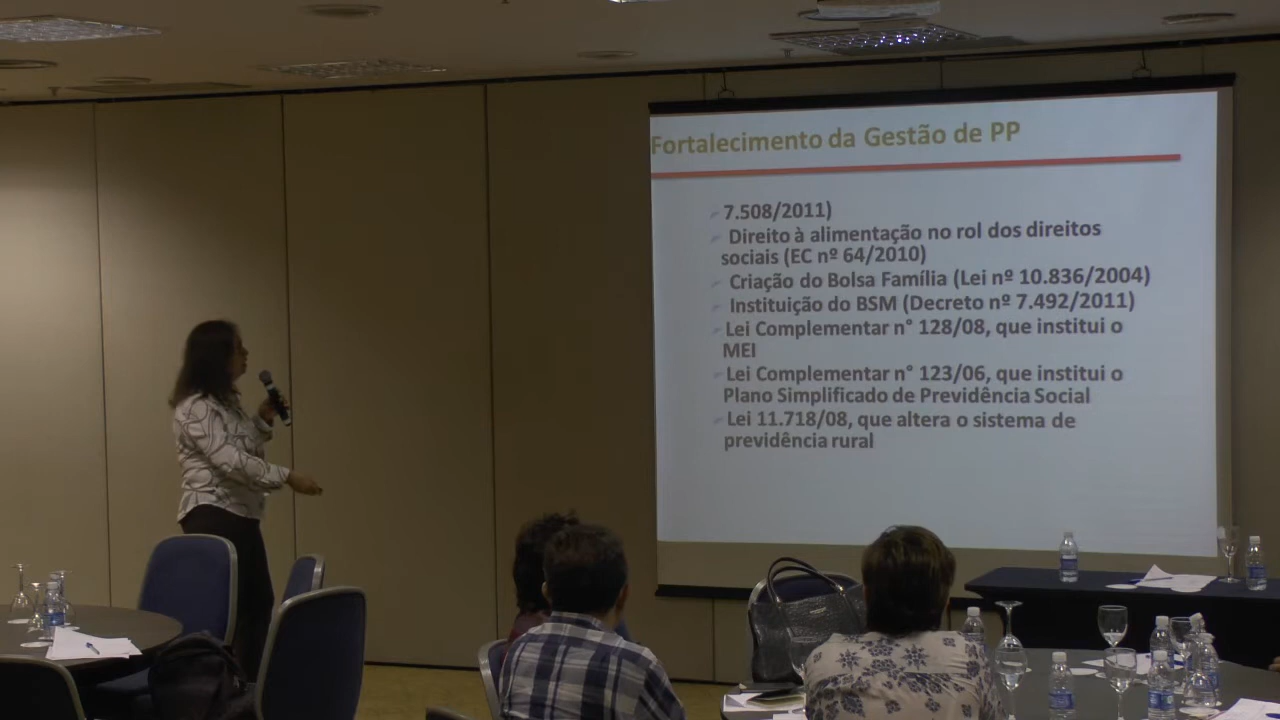 Fortalecimento da Gestão de PP
7.508/2011)
Direito à alimentação no rol dos direitos
sociais (EC nº 64/2010)
Criação do Bolsa Família (Lei nº 10.836/2004)
Instituição do BSM (Decreto nº 7.492/2011)
Lei Complementar n° 128/08, que institui o
MEI
Lei Complementar n° 123/06, que institui o
Plano Simplificado de Previdência Social
Lei 11.718/08, que altera o sistema de
previdência rural